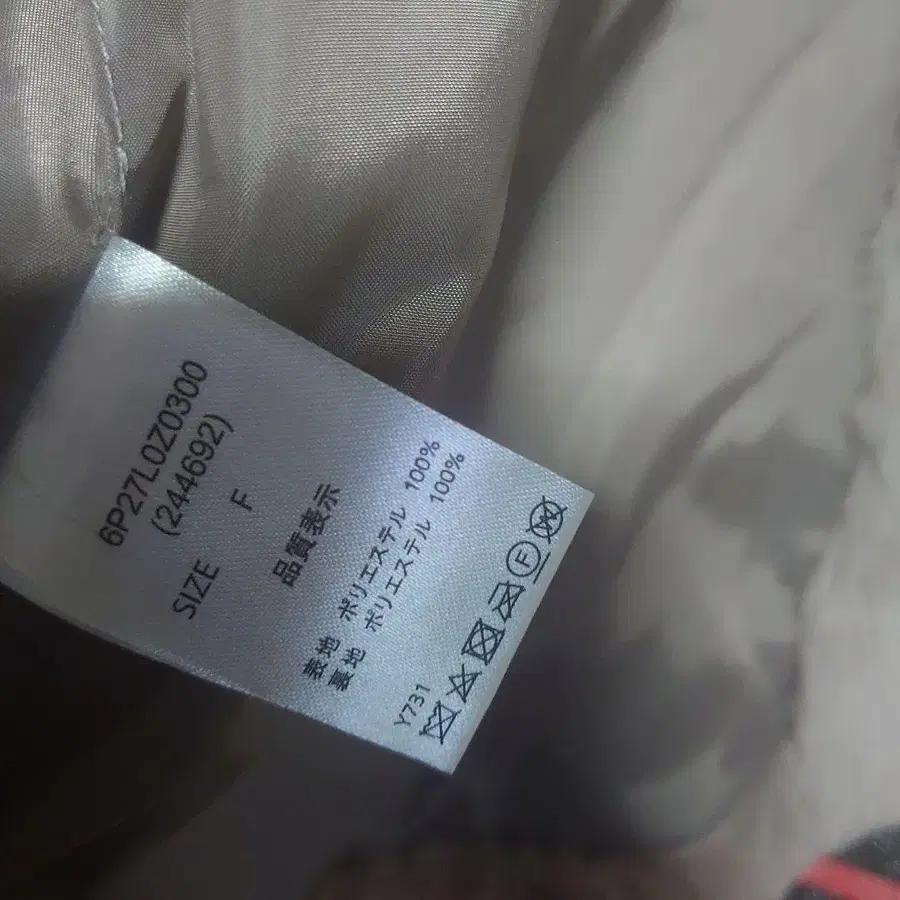 6P27L0Z0300
(244692)
SIZE F
品質表示
表地 ポリエステル 100%
裏地 ポリエステル 100%
Y731
F